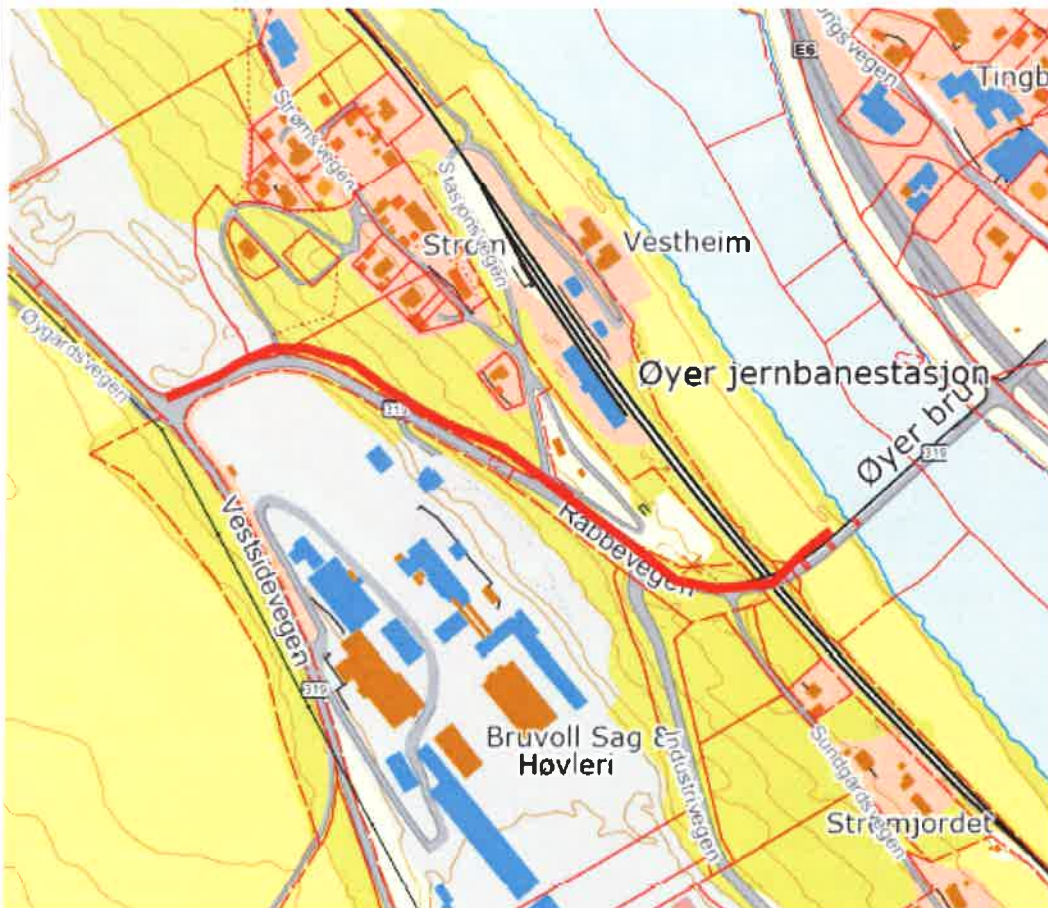 E6
Tingb
Strømsvegen
Stasjonsvegen
Strøm
Vestheim
Øygardsvegen
Øyer jernbanestasjon
Øyer bru
319
Rabbevegen
Vestsidevegen
319
Bruvoll Sag &
Høvleri
Industrivegen
Sundgardsvegen
Strømjordet